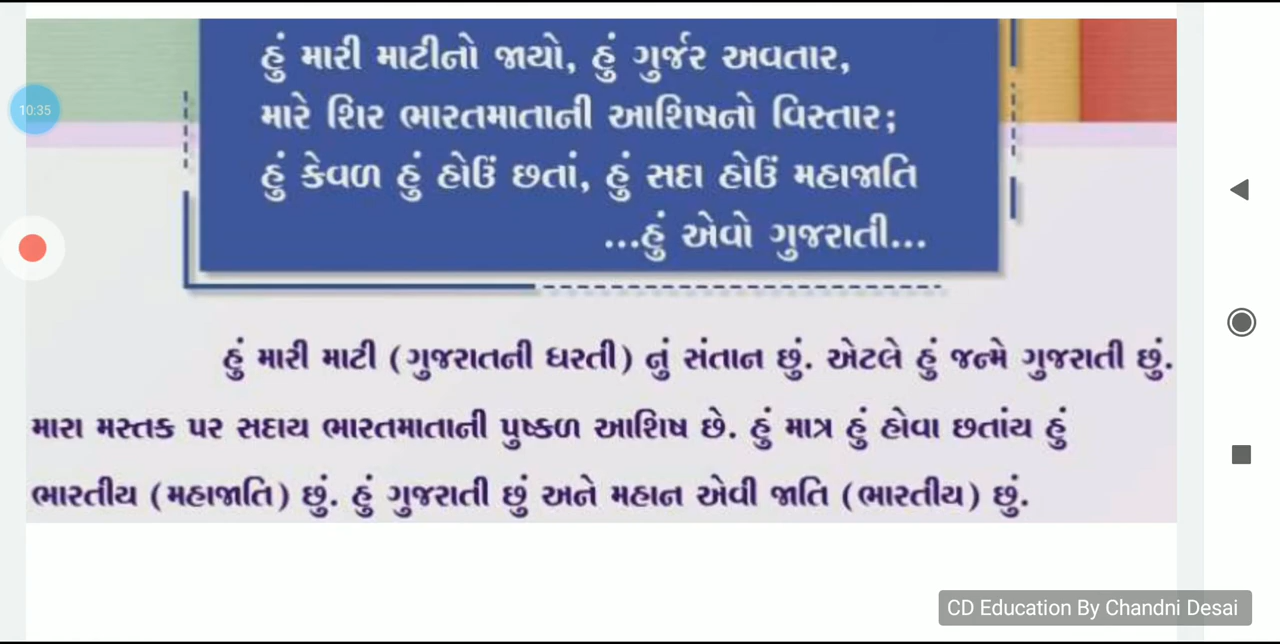 હું મારી માટીનો જાયો, હું ગુર્જર અવતાર,
મારે શિર ભારતમાતાની આશિષનો વિસ્તાર;
હું કેવળ હું હોઉં છતાં, હું સદા હોઉં મહાજાતિ
...હું એવો ગુજરાતી...
10:35
હું મારી માટી (ગુજરાતની ધરતી) નું સંતાન છું. એટલે હું જન્મે ગુજરાતી છું.
મારા મસ્તક પર સદાય ભારતમાતાની પુષ્કળ આશિષ છે. હું માત્ર હું હોવા છતાંય હું
ભારતીય (મહાજાતિ) છું. હું ગુજરાતી છું અને મહાન એવી જાતિ (ભારતીય) છું.
CD Education By Chandni Desai